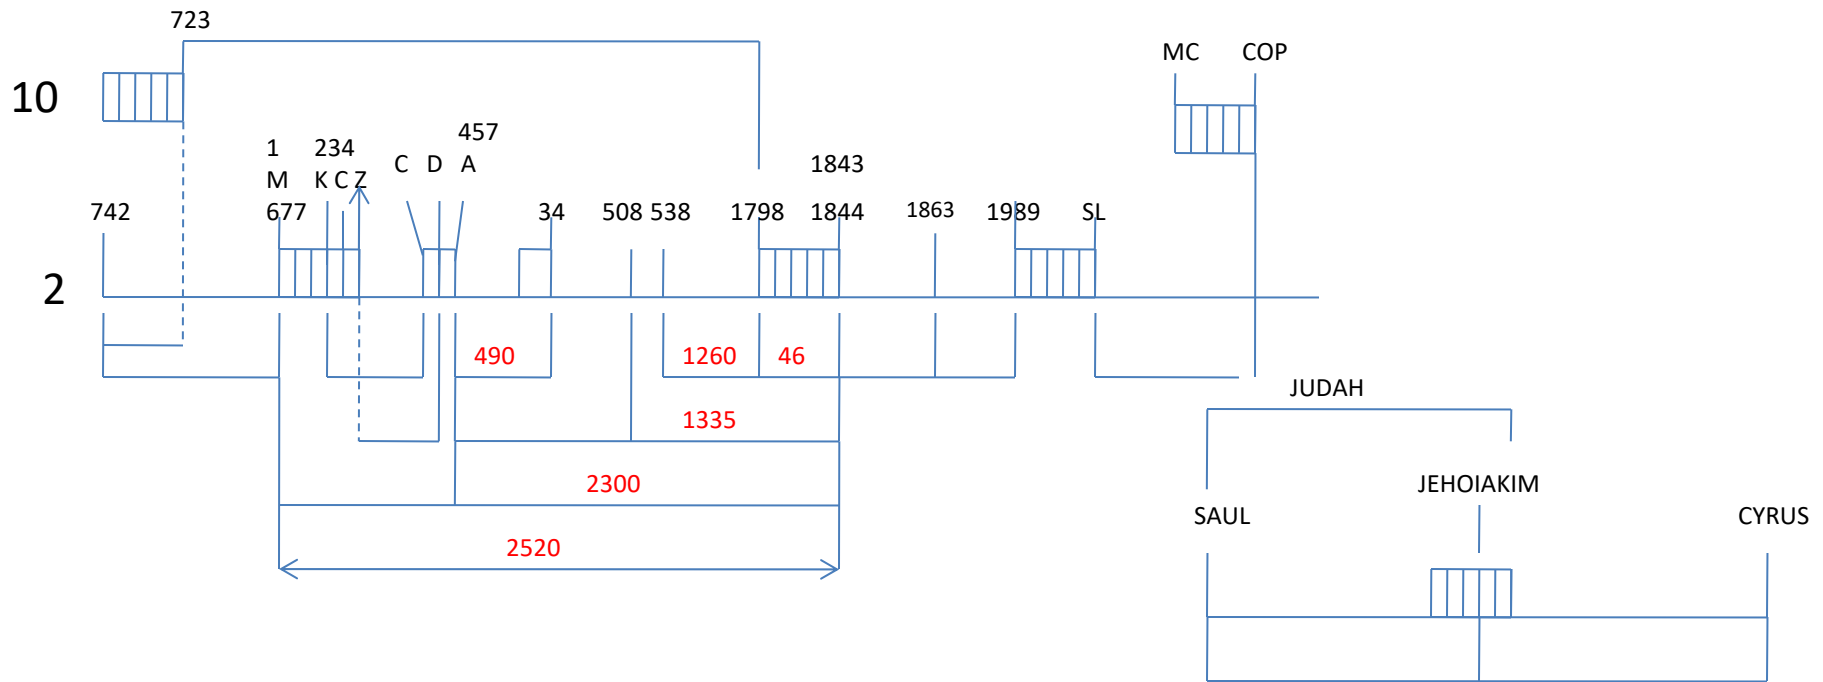 723
MC COP
10
457
1 234 C D A 1843
M K C Z
742 677 34 508 538 1798 1844 1863 1989 SL
2
490 1260 46
JUDAH
1335
2300 JEHOIAKIM
SAUL CYRUS
2520